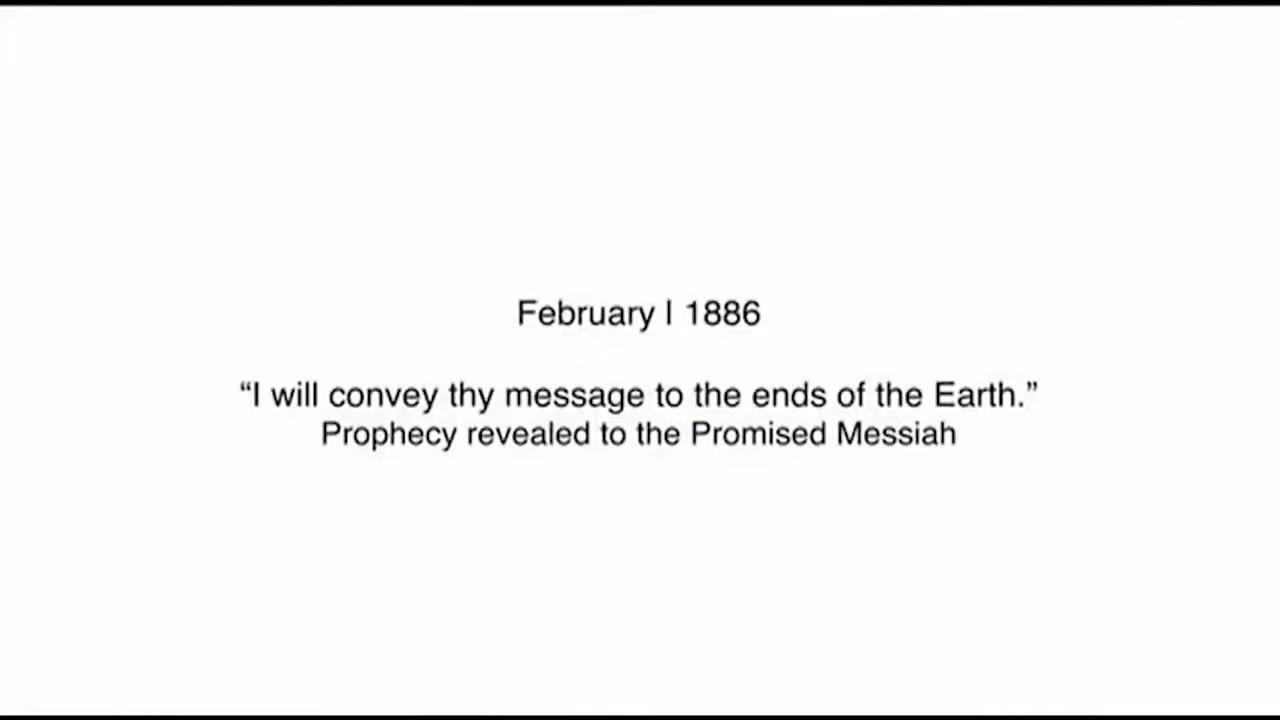 February | 1886
“I will convey thy message to the ends of the Earth.”
Prophecy revealed to the Promised Messiah